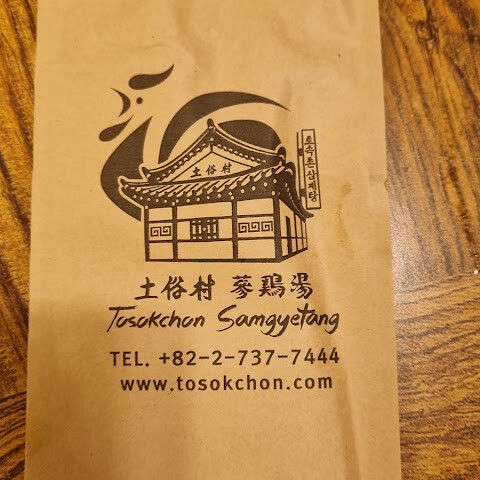 土俗村
토속촌삼계탕
土俗村 蔘鷄湯
Tosokchon Samgyetang
TEL. +82-2-737-7444
www.tosokchon.com